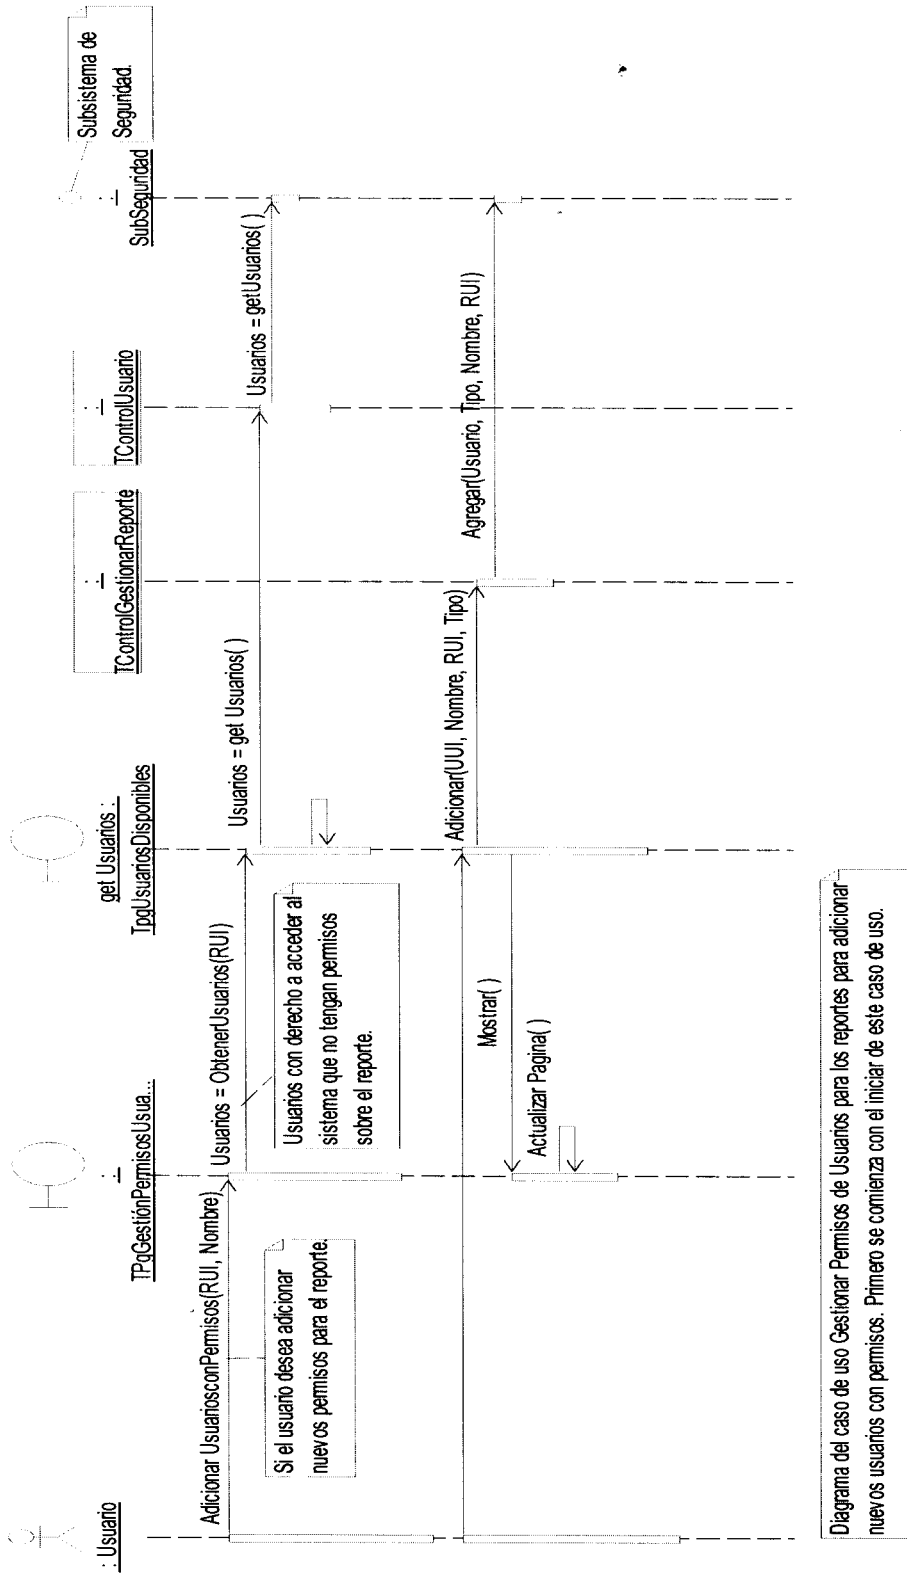 : Usuario
TPgGestiónPermisosUsua...
get Usuarios :
TpgUsuariosDisponibles
: -
TControlGestionarReporte
: -
TControlUsuario
: -
SubSeguridad
Subsistema de
Seguridad.
Adicionar UsuariosconPermisos(RUI, Nombre)
Si el usuario desea adicionar
nuevos permisos para el reporte.
Usuarios = ObtenerUsuarios(RUI)
Usuarios con derecho a acceder al
sistema que no tengan permisos
sobre el reporte.
Usuarios = get Usuarios( )
Usuarios = getUsuarios( )
Adicionar(UUI, Nombre, RUI, Tipo)
Agregar(Usuario, Tipo, Nombre, RUI)
Mostrar( )
Actualizar Pagina( )
Diagrama del caso de uso Gestionar Permisos de Usuarios para los reportes para adicionar
nuevos usuarios con permisos. Primero se comienza con el iniciar de este caso de uso.